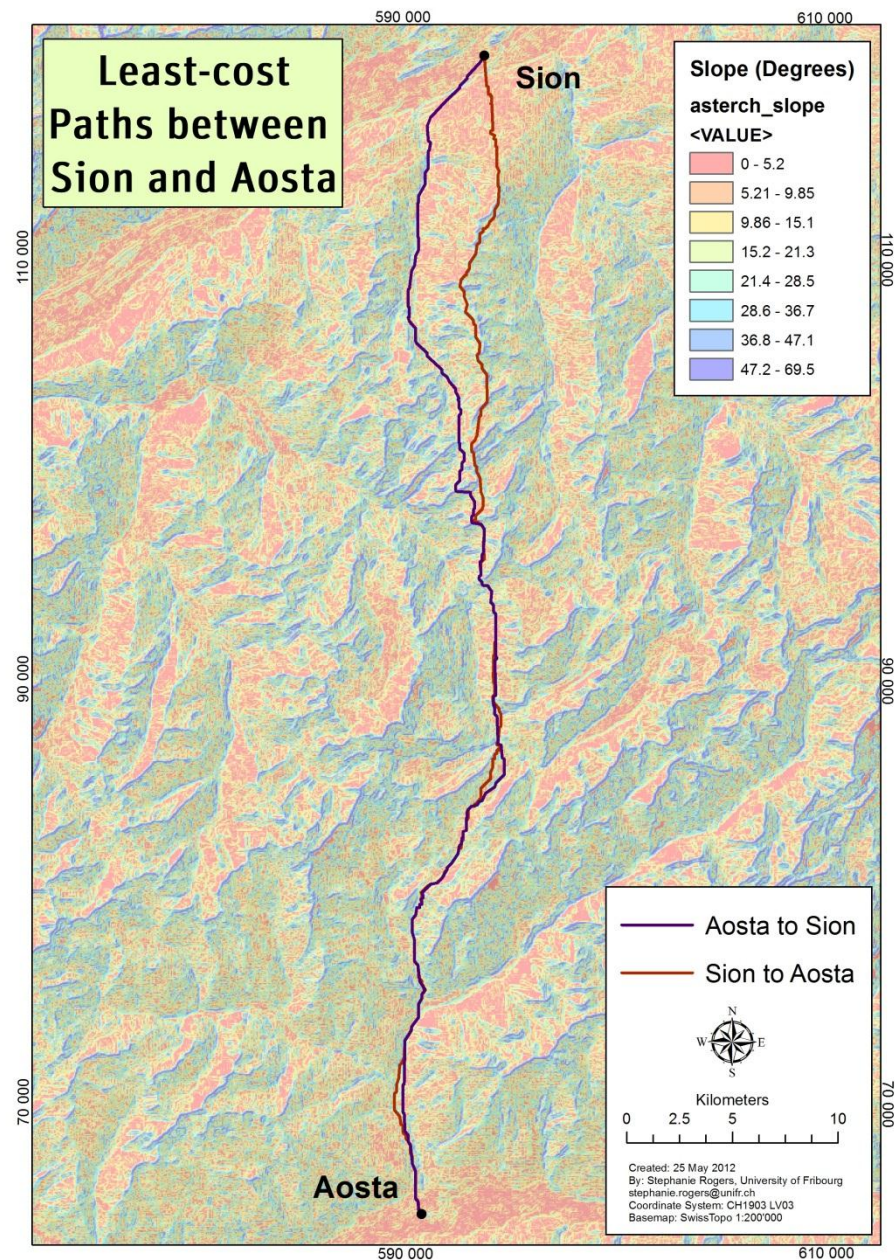 590 000
610 000
Least-cost
Paths between
Sion and Aosta
Sion
Slope (Degrees)
asterch_slope
<VALUE>
0 - 5.2
5.21 - 9.85
9.86 - 15.1
15.2 - 21.3
21.4 - 28.5
28.6 - 36.7
36.8 - 47.1
47.2 - 69.5
110 000
110 000
90 000
90 000
Aosta to Sion
Sion to Aosta
N
W E
S
70 000
70 000
Kilometers
0 2.5 5 10
Aosta
Created: 25 May 2012
By: Stephanie Rogers, University of Fribourg
stephanie.rogers@unifr.ch
Coordinate System: CH1903 LV03
Basemap: SwissTopo 1:200'000
590 000
610 000